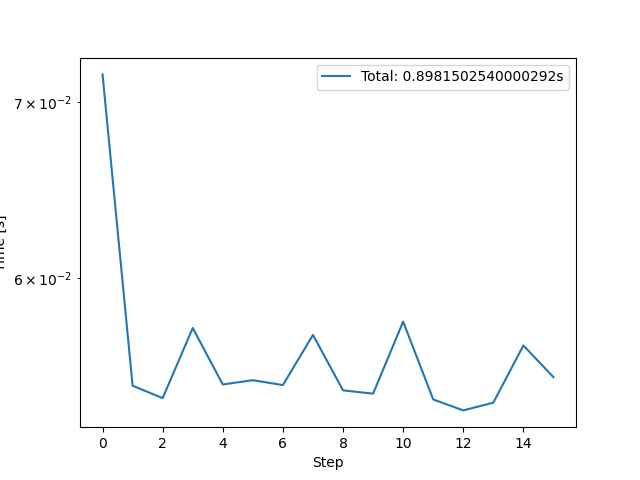 Total: 0.8981502540000292s
7 × 10⁻²
6 × 10⁻²
Time [s]
0 2 4 6 8 10 12 14
Step